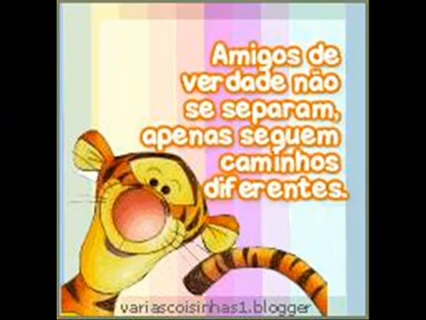 Amigos de
verdade não
se separam,
apenas seguem
caminhos
diferentes.
variascoisinhas1.blogger